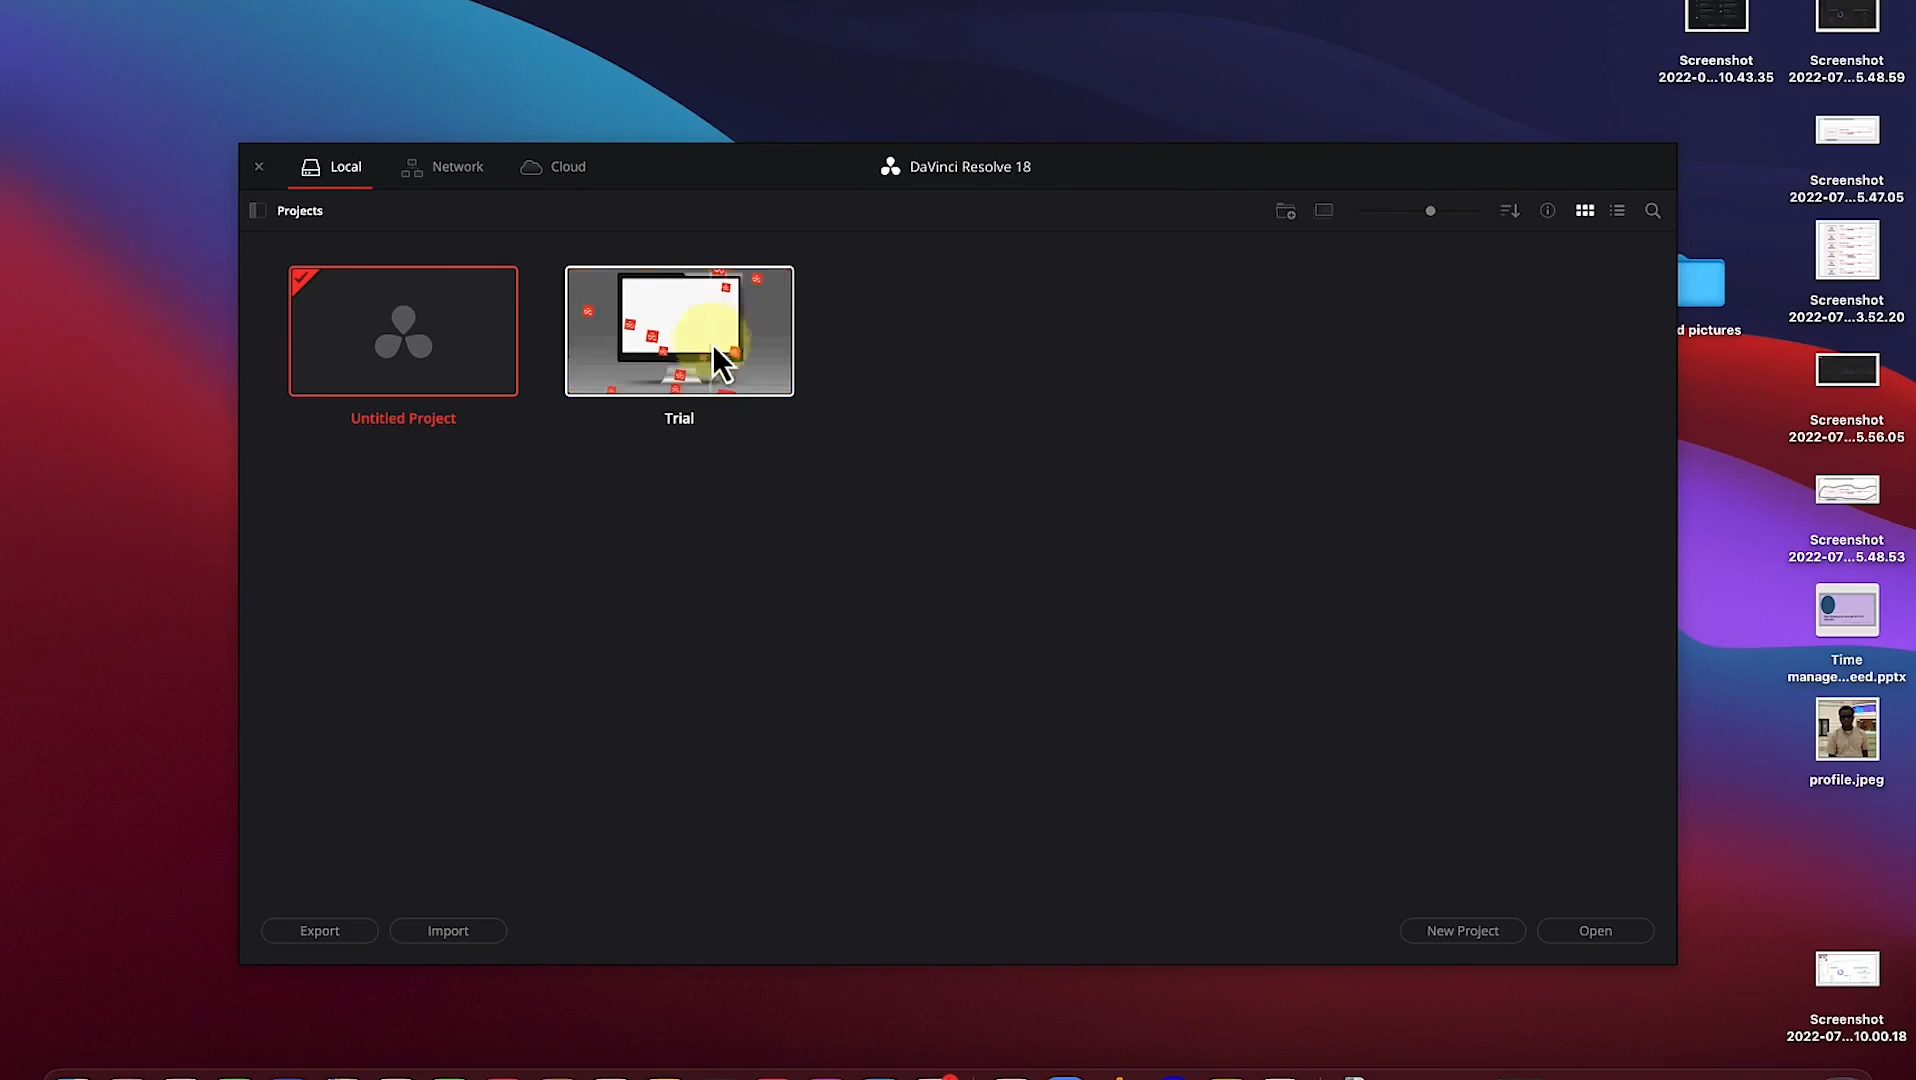 Screenshot
2022-0...10.43.35
Screenshot
2022-07...5.48.59
Screenshot
2022-07...5.47.05
Local
Network
Cloud
DaVinci Resolve 18
Projects
Screenshot
2022-07...3.52.20
d pictures
Untitled Project
Trial
Screenshot
2022-07...5.56.05
Screenshot
2022-07...5.48.53
Time
manage...eed.pptx
profile.jpeg
Export
Import
New Project
Open
Screenshot
2022-07...10.00.18